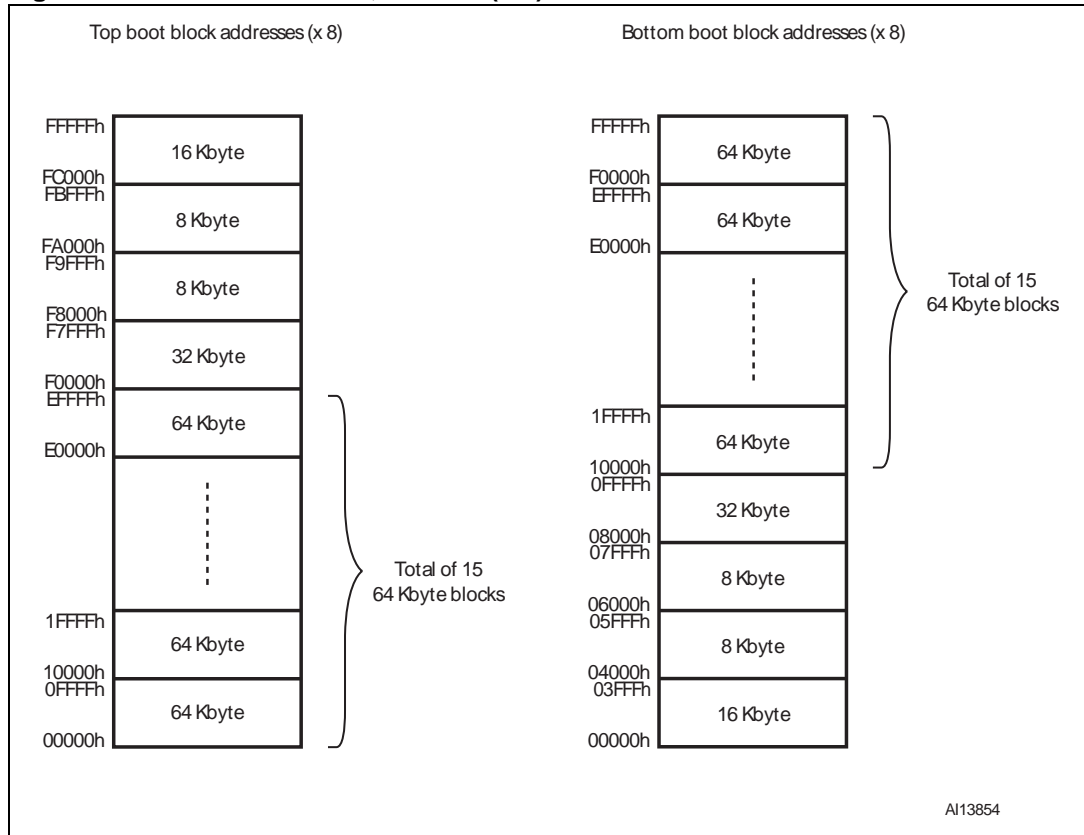 Top boot block addresses (x 8)
FFFFFh
16 Kbyte
FC000h
FBFFFh
8 Kbyte
FA000h
F9FFFh
8 Kbyte
F8000h
F7FFFh
32 Kbyte
F0000h
EFFFFh
64 Kbyte
E0000h
Total of 15
64 Kbyte blocks
1FFFFh
64 Kbyte
10000h
0FFFFh
64 Kbyte
00000h
Bottom boot block addresses (x 8)
FFFFFh
64 Kbyte
F0000h
EFFFFh
64 Kbyte
E0000h
Total of 15
64 Kbyte blocks
1FFFFh
64 Kbyte
10000h
0FFFFh
32 Kbyte
08000h
07FFFh
8 Kbyte
06000h
05FFFh
8 Kbyte
04000h
03FFFh
16 Kbyte
00000h
AI13854